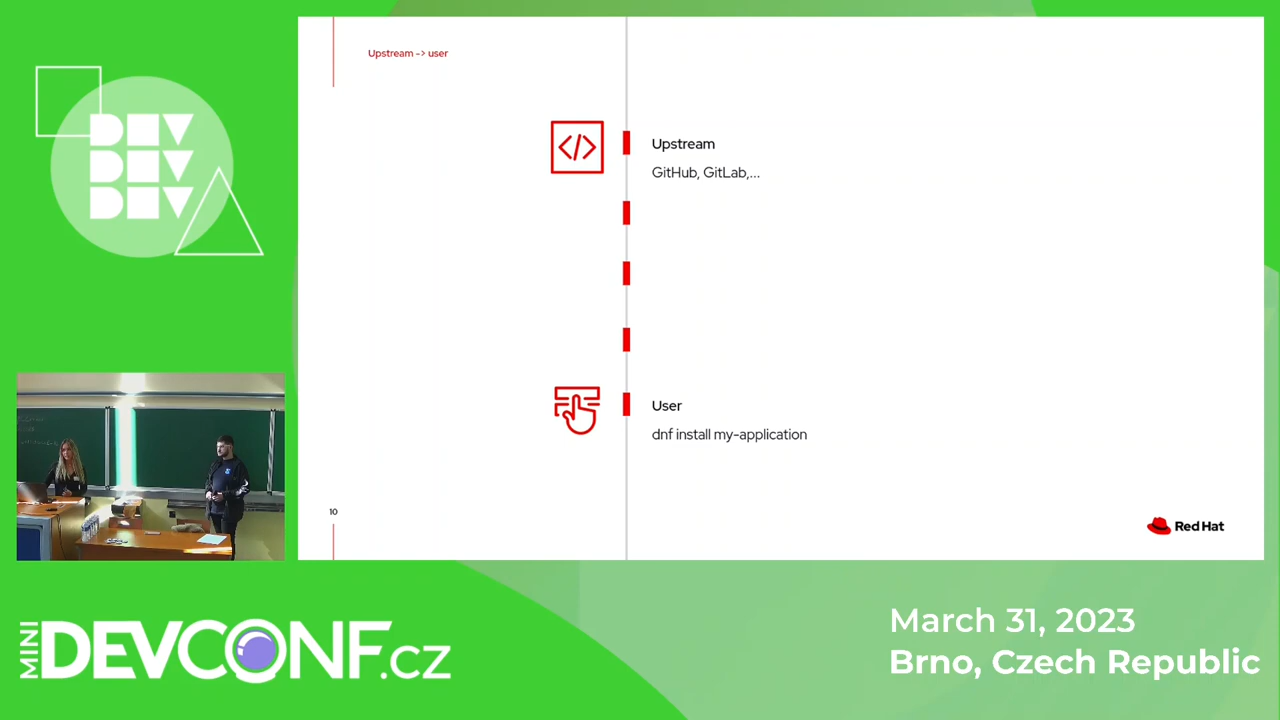 DEV
DEV
DEV
Upstream -> user
</>
Upstream
GitHub, GitLab,...
User
dnf install my-application
10
Red Hat
MINI
DEVCONF.cz
March 31, 2023
Brno, Czech Republic